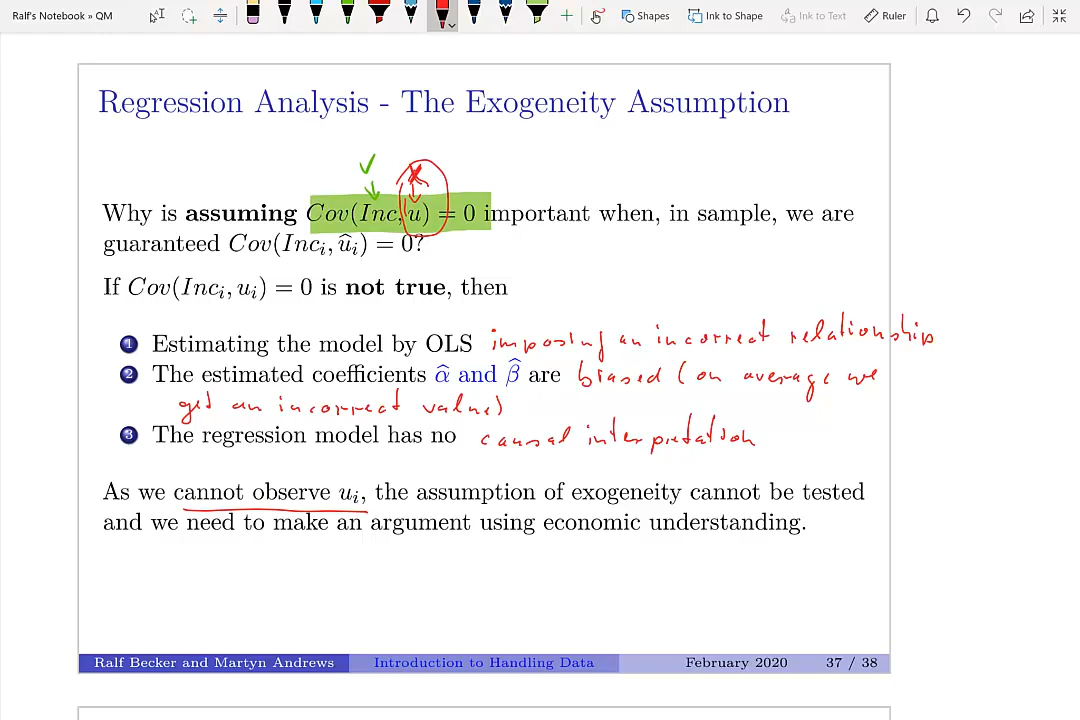 Ralf's Notebook » QM
Shapes
Ink to Shape
Ink to Text
Ruler
Regression Analysis - The Exogeneity Assumption
Why is assuming Cov(Inc, u) = 0 important when, in sample, we are
guaranteed Cov(Incᵢ, ûᵢ) = 0?
If Cov(Incᵢ, uᵢ) = 0 is not true, then
1 Estimating the model by OLS imposing an incorrect relationship
2 The estimated coefficients α̂ and β̂ are biased (on average we
get an incorrect value)
3 The regression model has no causal interpretation
As we cannot observe uᵢ, the assumption of exogeneity cannot be tested
and we need to make an argument using economic understanding.
Ralf Becker and Martyn Andrews Introduction to Handling Data February 2020 37 / 38